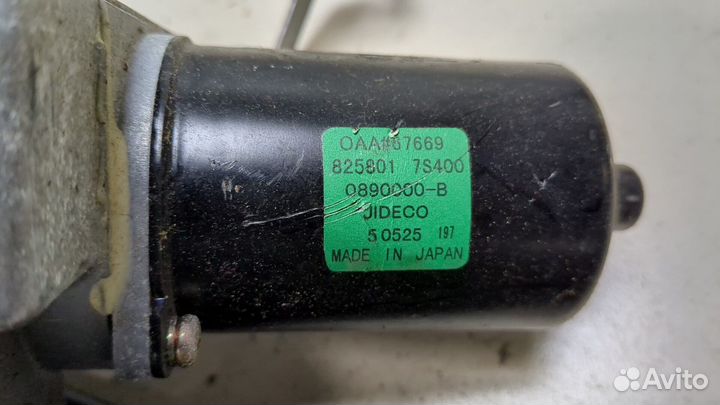 OAA#67669
825801 7S400
0890000-B
JIDECO
50525 197
MADE IN JAPAN
Avito